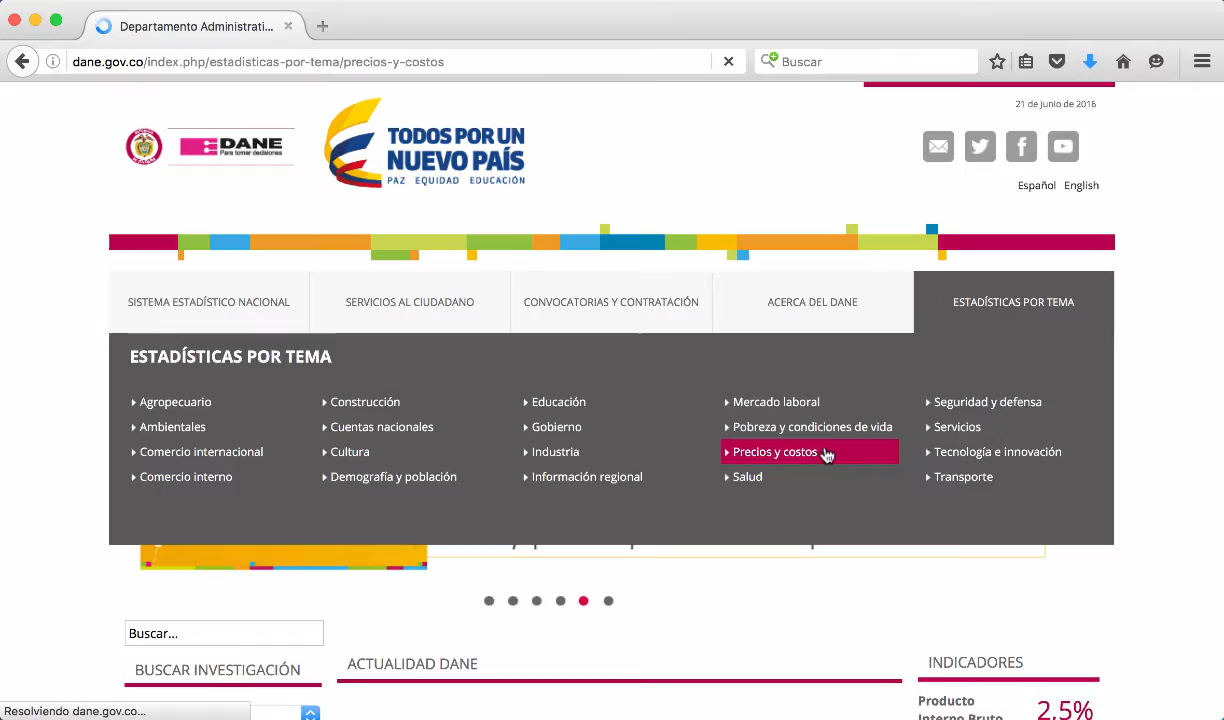 Departamento Administrati...
dane.gov.co/index.php/estadisticas-por-tema/precios-y-costos
Buscar
21 de Junio de 2016
DANE
Para tomar decisiones
TODOS POR UN
NUEVO PAÍS
PAZ EQUIDAD EDUCACIÓN
Español English
SISTEMA ESTADÍSTICO NACIONAL
SERVICIOS AL CIUDADANO
CONVOCATORIAS Y CONTRATACIÓN
ACERCA DEL DANE
ESTADÍSTICAS POR TEMA
ESTADÍSTICAS POR TEMA
Agropecuario
Ambientales
Comercio internacional
Comercio interno
Construcción
Cuentas nacionales
Cultura
Demografía y población
Educación
Gobierno
Industria
Información regional
Mercado laboral
Pobreza y condiciones de vida
Precios y costos
Salud
Seguridad y defensa
Servicios
Tecnología e innovación
Transporte
Buscar...
BUSCAR INVESTIGACIÓN
ACTUALIDAD DANE
INDICADORES
Producto
Interno Bruto
2,5%
Resolviendo dane.gov.co...